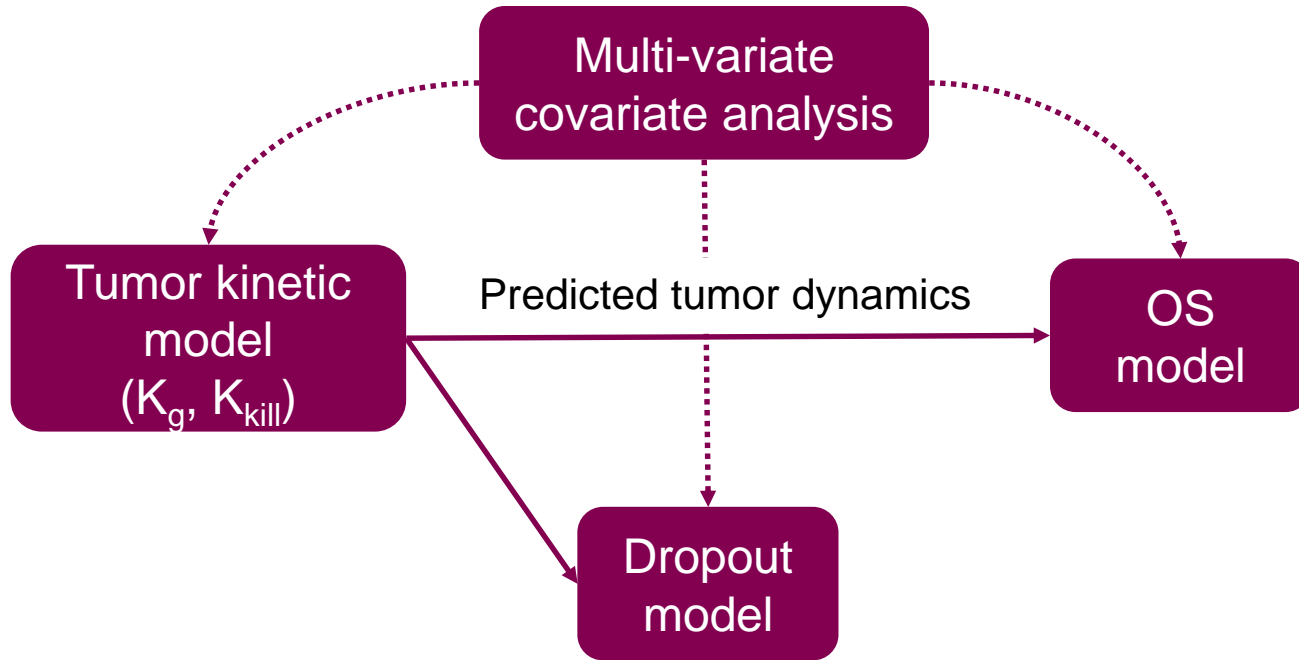 Multi-variate
covariate analysis
Tumor kinetic
model
(Kg, Kkill)
Predicted tumor dynamics
OS
model
Dropout
model